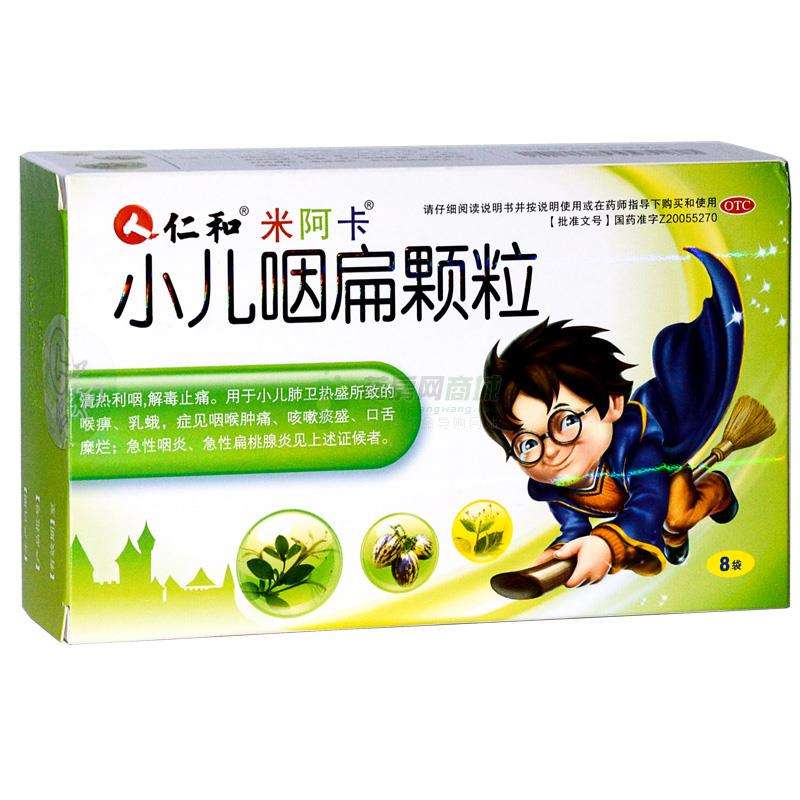 仁和® 米阿卡®
请仔细阅读说明书并按说明使用或在药师指导下购买和使用 OTC
【批准文号】国药准字Z20055270
小儿咽扁颗粒
清热利咽,解毒止痛。用于小儿肺卫热盛所致的
喉痹、乳蛾，症见咽喉肿痛、咳嗽痰盛、口舌
糜烂；急性咽炎、急性扁桃腺炎见上述证候者。
8袋